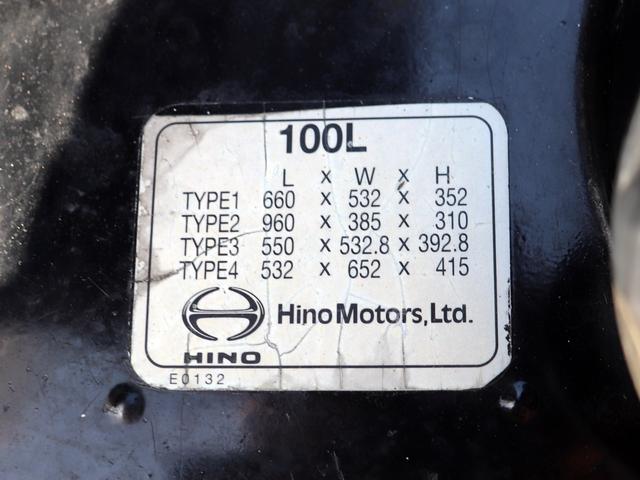 100L
L x W x H
TYPE1 660 x 532 x 352
TYPE2 960 x 385 x 310
TYPE3 550 x 532.8 x 392.8
TYPE4 532 x 652 x 415
Hino Motors, Ltd.
HINO
E0132